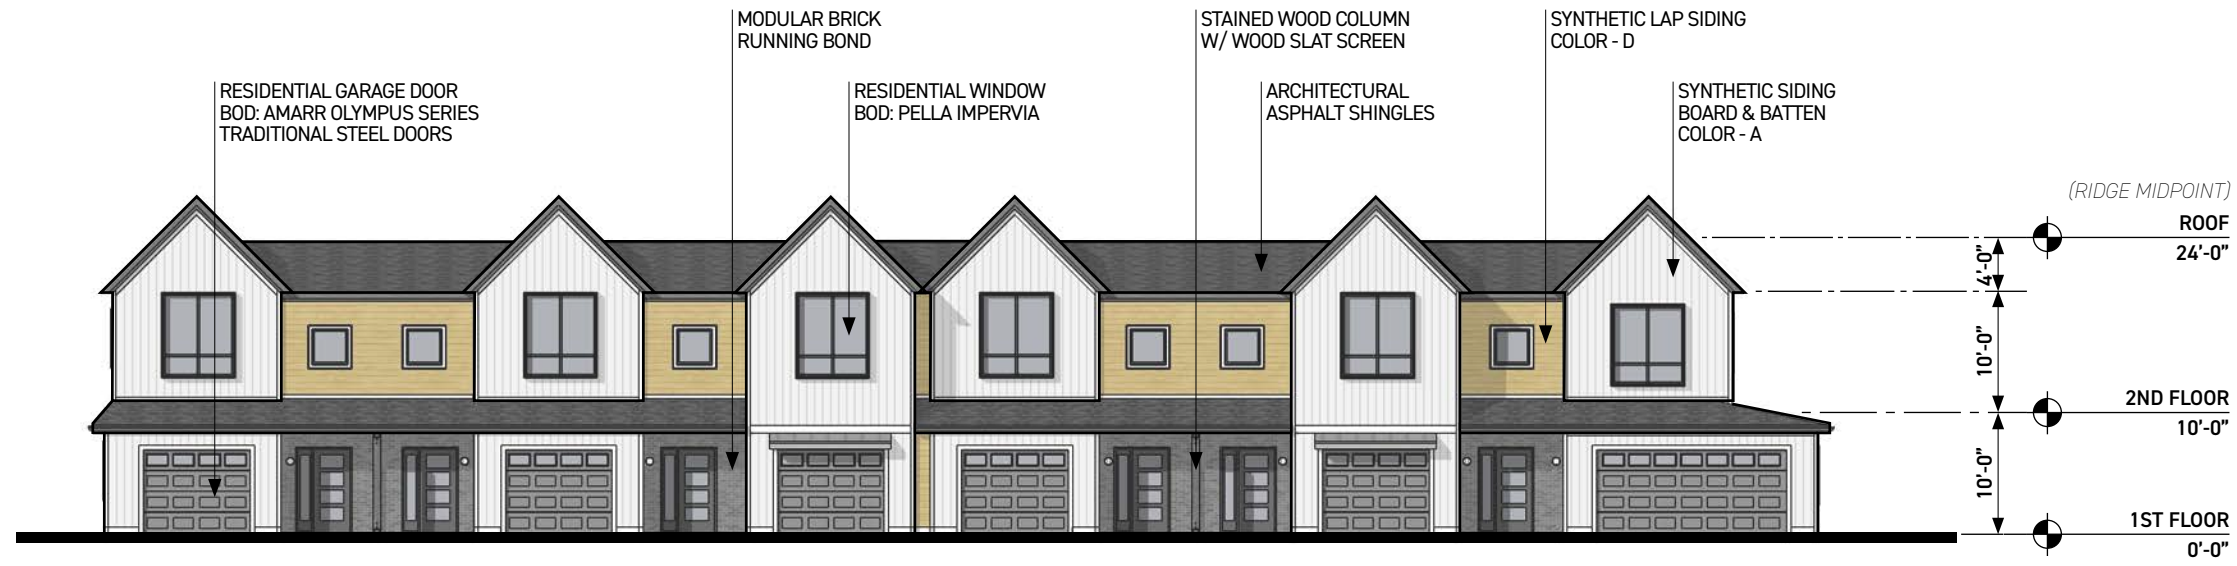 MODULAR BRICK
RUNNING BOND
STAINED WOOD COLUMN
W/ WOOD SLAT SCREEN
SYNTHETIC LAP SIDING
COLOR - D
RESIDENTIAL GARAGE DOOR
BOD: AMARR OLYMPUS SERIES
TRADITIONAL STEEL DOORS
RESIDENTIAL WINDOW
BOD: PELLA IMPERVIA
ARCHITECTURAL
ASPHALT SHINGLES
SYNTHETIC SIDING
BOARD & BATTEN
COLOR - A
(RIDGE MIDPOINT)
ROOF
24'-0"
4'-0"
10'-0"
2ND FLOOR
10'-0"
10'-0"
1ST FLOOR
0'-0"